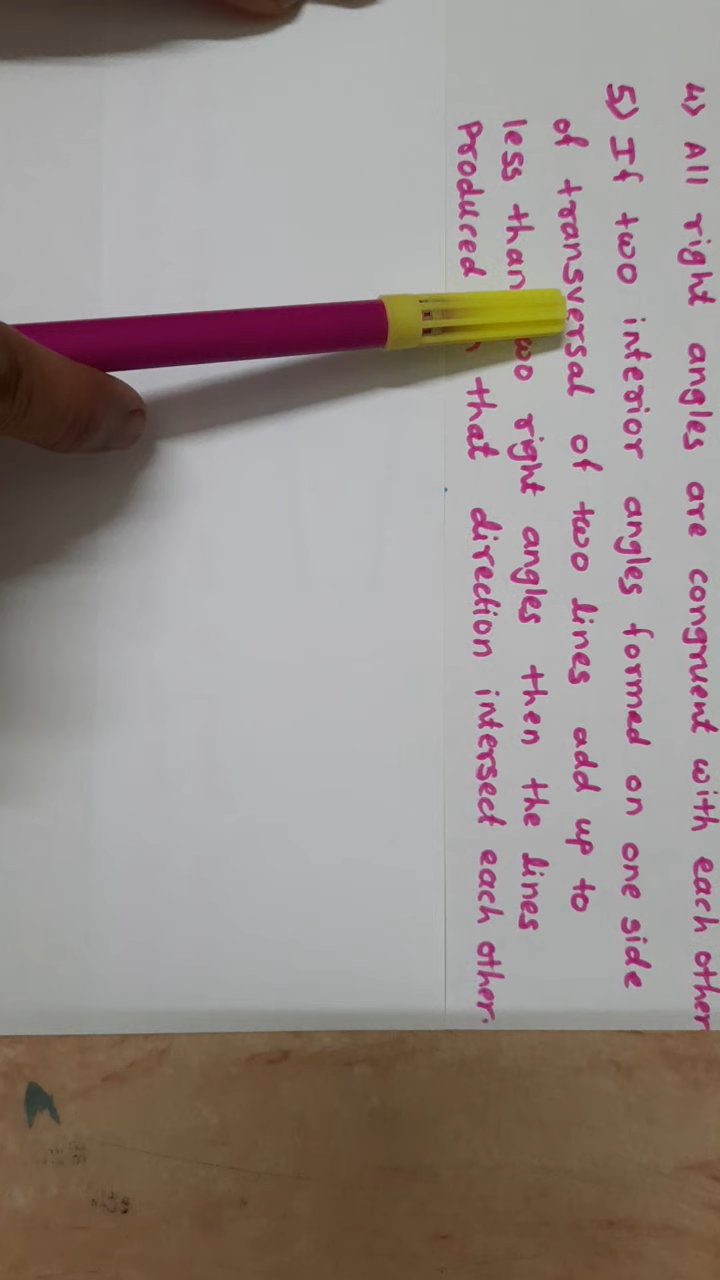 4) All right angles are congruent with each other
5) If two interior angles formed on one side
of transversal of two lines add up to
less than two right angles then the lines
produced that direction intersect each other.